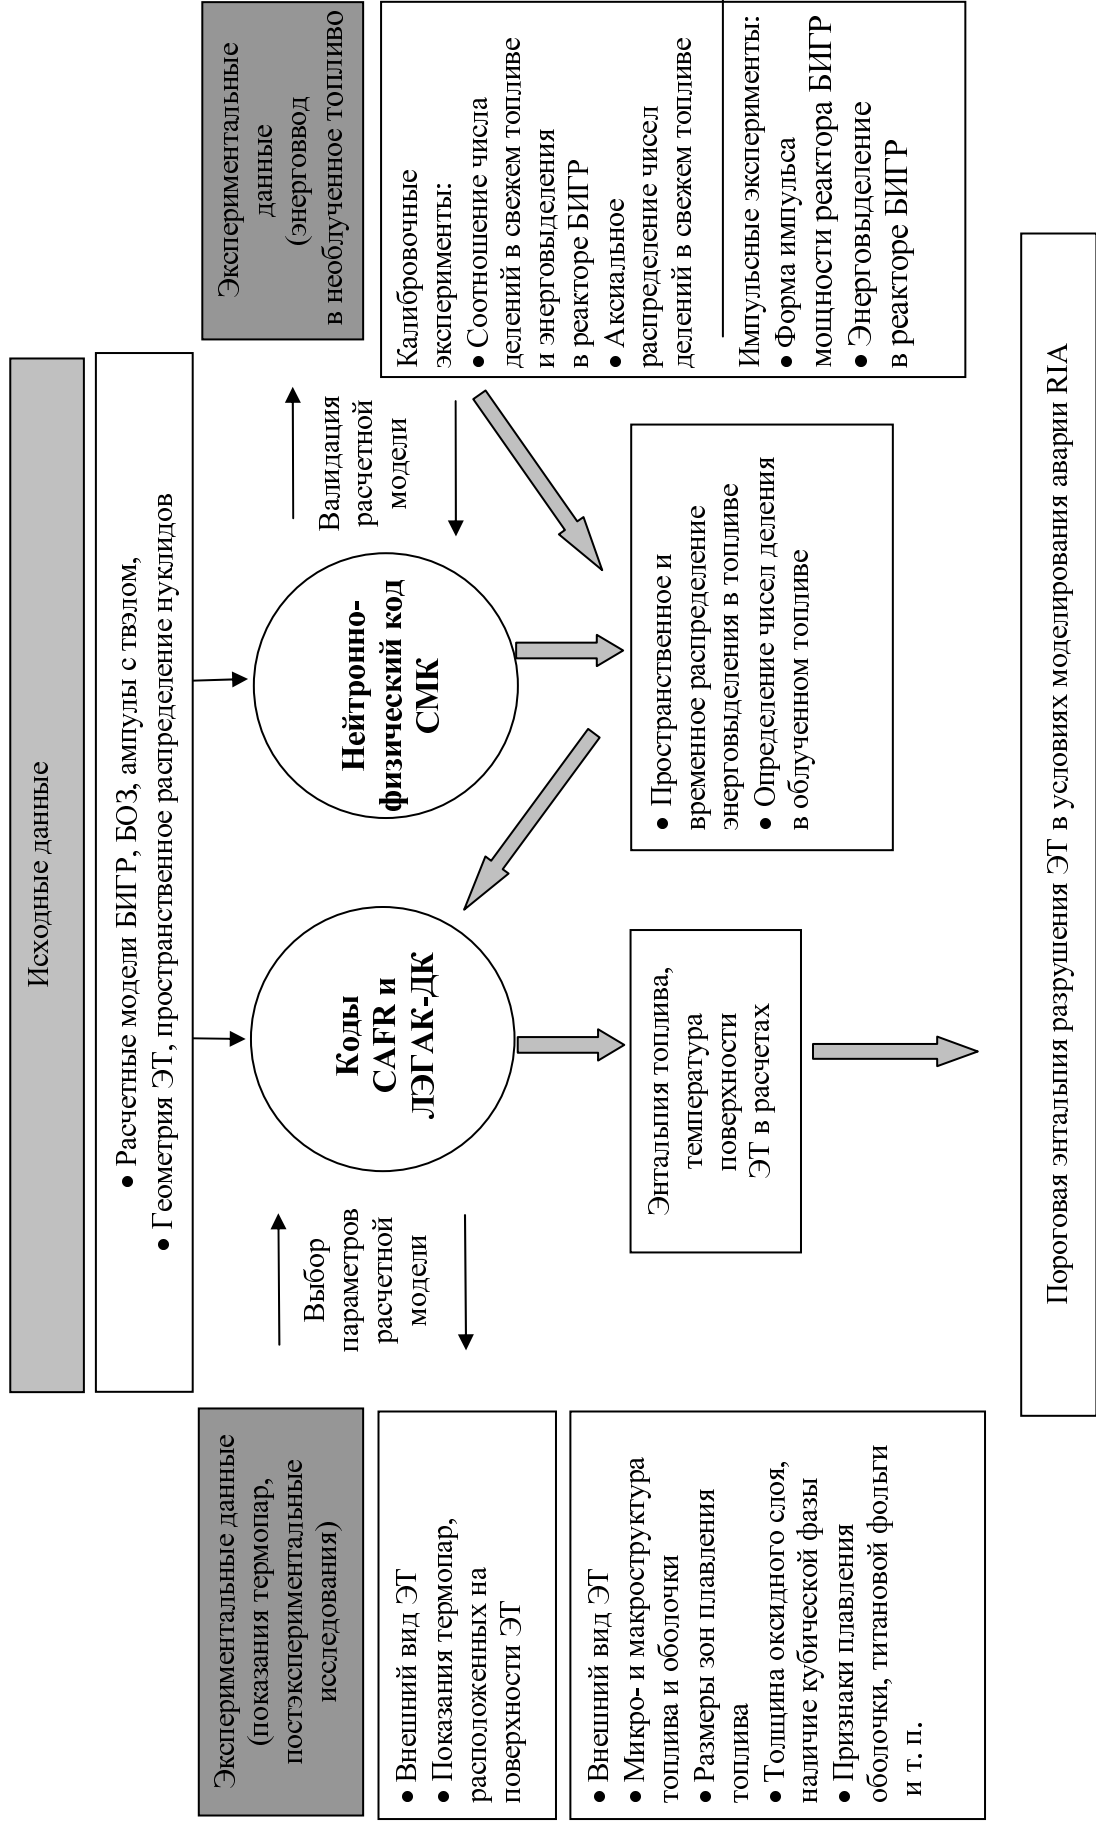 Исходные данные
• Расчетные модели БИГР, БОЗ, ампулы с твэлом,
• Геометрия ЭТ, пространственное распределение нуклидов
Экспериментальные данные
(показания термопар,
постэкспериментальные
исследования)
• Внешний вид ЭТ
• Показания термопар,
расположенных на
поверхности ЭТ
• Внешний вид ЭТ
• Микро- и макроструктура
топлива и оболочки
• Размеры зон плавления
топлива
• Толщина оксидного слоя,
наличие кубической фазы
• Признаки плавления
оболочки, титановой фольги
и т. п.
Выбор
параметров
расчетной
модели
Коды
CAFR и
ЛЭГАК-ДК
Энтальпия топлива,
температура
поверхности
ЭТ в расчетах
Нейтронно-
физический код
СМК
• Пространственное и
временное распределение
энерговыделения в топливе
• Определение чисел деления
в облученном топливе
Валидация
расчетной
модели
Экспериментальные
данные
(энерговвод
в необлученное топливо
Калибровочные
эксперименты:
• Соотношение числа
делений в свежем топливе
и энерговыделения
в реакторе БИГР
• Аксиальное
распределение чисел
делений в свежем топливе
Импульсные эксперименты:
• Форма импульса
мощности реактора БИГР
• Энерговыделение
в реакторе БИГР
Пороговая энтальпия разрушения ЭТ в условиях моделирования аварии RIA